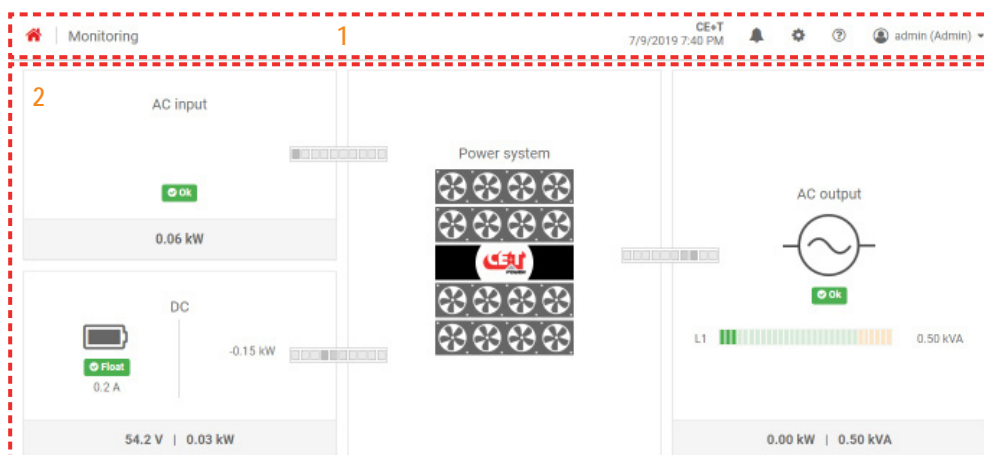 Monitoring
1
CE+T
7/9/2019 7:40 PM
admin (Admin)
2
AC input
Ok
0.06 kW
DC
-0.15 kW
Float
0.2 A
54.2 V | 0.03 kW
Power system
CE+T
POWER
AC output
Ok
L1
0.50 kVA
0.00 kW | 0.50 kVA